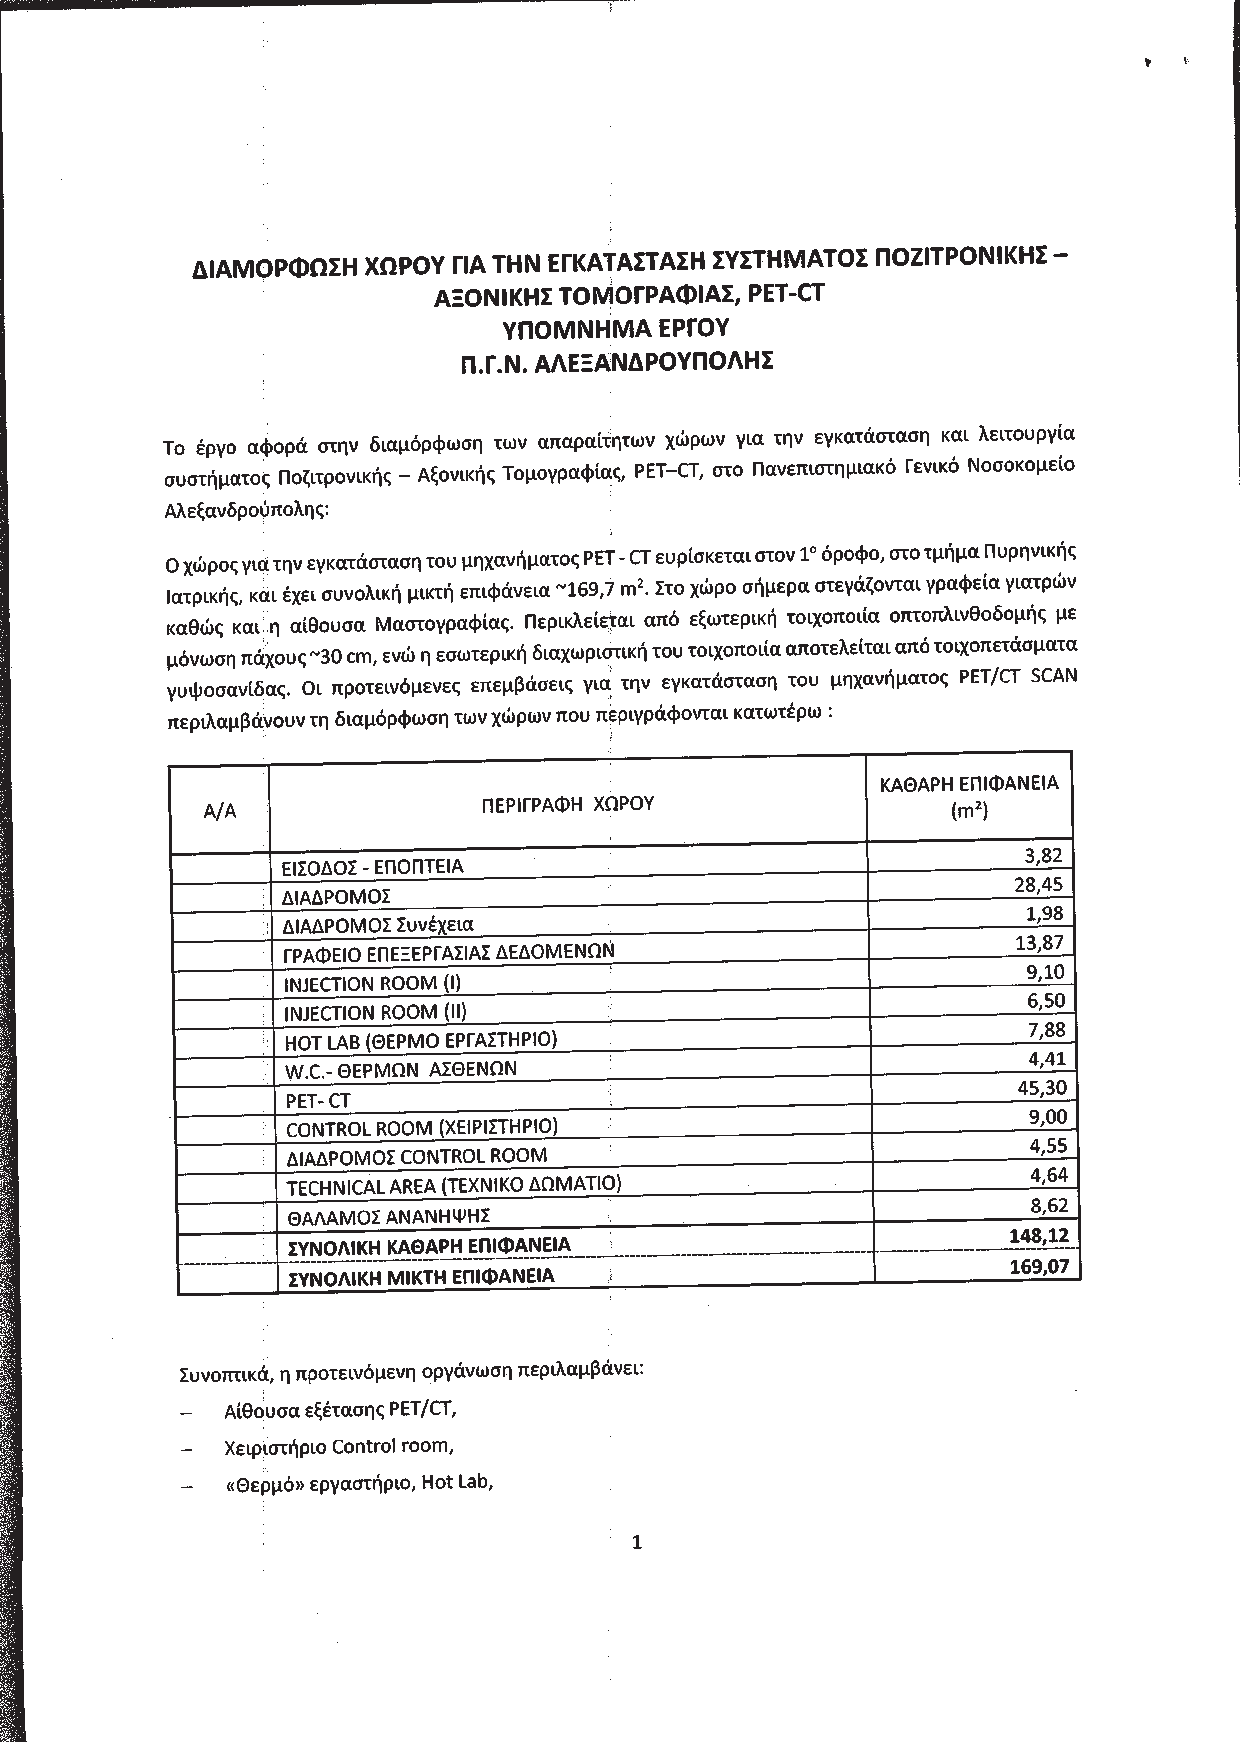 ΔΙΑΜΟΡΦΩΣΗ ΧΩΡΟΥ ΓΙΑ ΤΗΝ ΕΓΚΑΤΑΣΤΑΣΗ ΣΥΣΤΗΜΑΤΟΣ ΠΟΖΙΤΡΟΝΙΚΗΣ –
ΑΞΟΝΙΚΗΣ ΤΟΜΟΓΡΑΦΙΑΣ, PET-CT
ΥΠΟΜΝΗΜΑ ΕΡΓΟΥ
Π.Γ.Ν. ΑΛΕΞΑΝΔΡΟΥΠΟΛΗΣ
Το έργο αφορά στην διαμόρφωση των απαραίτητων χώρων για την εγκατάσταση και λειτουργία
συστήματος Ποζιτρονικής – Αξονικής Τομογραφίας, PET–CT, στο Πανεπιστημιακό Γενικό Νοσοκομείο
Αλεξανδρούπολης:
Ο χώρος για την εγκατάσταση του μηχανήματος PET - CT ευρίσκεται στον 1° όροφο, στο τμήμα Πυρηνικής
Ιατρικής, και έχει συνολική μικτή επιφάνεια ~169,7 m². Στο χώρο σήμερα στεγάζονται γραφεία γιατρών
καθώς και η αίθουσα Μαστογραφίας. Περικλείεται από εξωτερική τοιχοποιία οπτοπλινθοδομής με
μόνωση πάχους ~30 cm, ενώ η εσωτερική διαχωριστική του τοιχοποιία αποτελείται από τοιχοπετάσματα
γυψοσανίδας. Οι προτεινόμενες επεμβάσεις για την εγκατάσταση του μηχανήματος PET/CT SCAN
περιλαμβάνουν τη διαμόρφωση των χώρων που περιγράφονται κατωτέρω :
Α/Α ΠΕΡΙΓΡΑΦΗ ΧΩΡΟΥ ΚΑΘΑΡΗ ΕΠΙΦΑΝΕΙΑ (m²)
ΕΙΣΟΔΟΣ - ΕΠΟΠΤΕΙΑ 3,82
ΔΙΑΔΡΟΜΟΣ 28,45
ΔΙΑΔΡΟΜΟΣ Συνέχεια 1,98
ΓΡΑΦΕΙΟ ΕΠΕΞΕΡΓΑΣΙΑΣ ΔΕΔΟΜΕΝΩΝ 13,87
INJECTION ROOM (I) 9,10
INJECTION ROOM (II) 6,50
HOT LAB (ΘΕΡΜΟ ΕΡΓΑΣΤΗΡΙΟ) 7,88
W.C.- ΘΕΡΜΩΝ ΑΣΘΕΝΩΝ 4,41
PET- CT 45,30
CONTROL ROOM (ΧΕΙΡΙΣΤΗΡΙΟ) 9,00
ΔΙΑΔΡΟΜΟΣ CONTROL ROOM 4,55
TECHNICAL AREA (ΤΕΧΝΙΚΟ ΔΩΜΑΤΙΟ) 4,64
ΘΑΛΑΜΟΣ ΑΝΑΝΗΨΗΣ 8,62
ΣΥΝΟΛΙΚΗ ΚΑΘΑΡΗ ΕΠΙΦΑΝΕΙΑ 148,12
ΣΥΝΟΛΙΚΗ ΜΙΚΤΗ ΕΠΙΦΑΝΕΙΑ 169,07
Συνοπτικά, η προτεινόμενη οργάνωση περιλαμβάνει:
– Αίθουσα εξέτασης PET/CT,
– Χειριστήριο Control room,
– «Θερμό» εργαστήριο, Hot Lab,
1